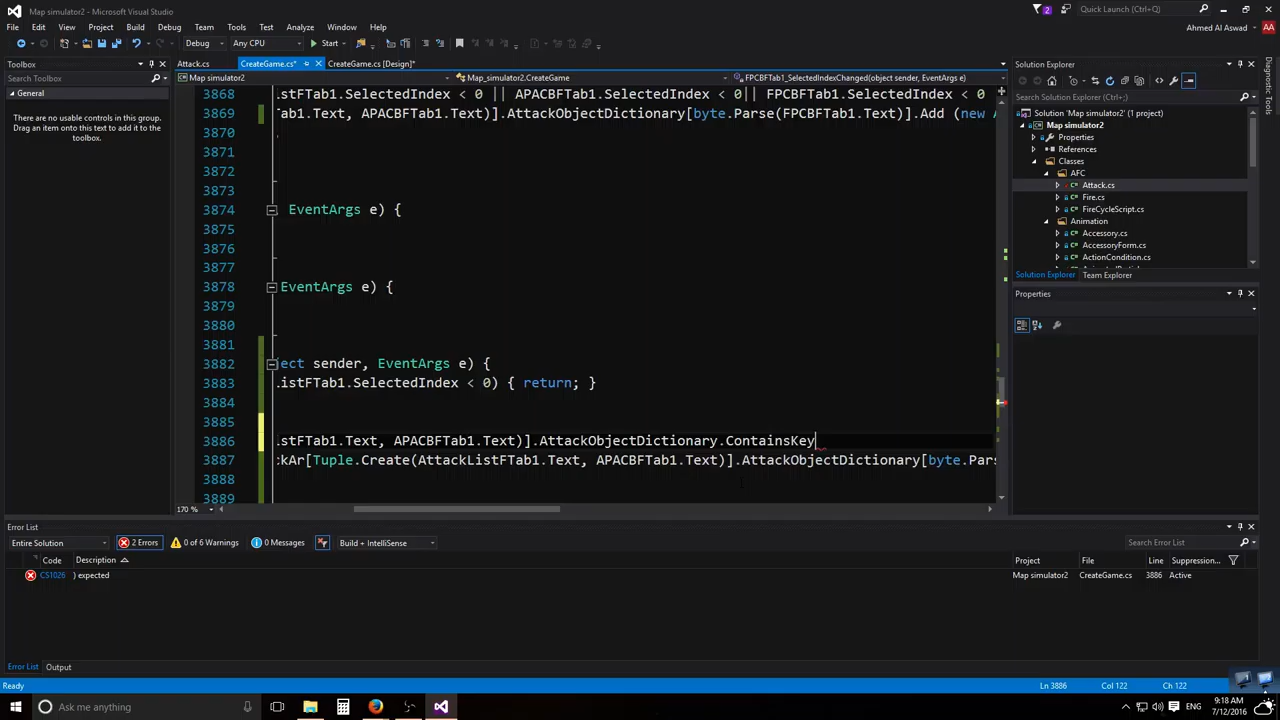 Map simulator2 - Microsoft Visual Studio
2
Quick Launch (Ctrl+Q)
File Edit View Project Build Debug Team Tools Test Analyze Window Help
Ahmed Al Aswad AA
Debug Any CPU Start
Toolbox
Attack.cs CreateGame.cs* CreateGame.cs [Design]*
Solution Explorer
Search Toolbox
Map simulator2 Map_simulator2.CreateGame FPCBFTab1_SelectedIndexChanged(object sender, EventArgs e)
General
There are no usable controls in this group. Drag an item onto this text to add it to the toolbox.
3868 istFTab1.SelectedIndex < 0 || APACBFTab1.SelectedIndex < 0|| FPCBFTab1.SelectedIndex < 0
3869 ab1.Text, APACBFTab1.Text)].AttackObjectDictionary[byte.Parse(FPCBFTab1.Text)].Add (new A
3870
3871
3872
3873
3874 EventArgs e) {
3875
3876
3877
3878 EventArgs e) {
3879
3880
3881
3882 ject sender, EventArgs e) {
3883 .istFTab1.SelectedIndex < 0) { return; }
3884
3885
3886 .stFTab1.Text, APACBFTab1.Text)].AttackObjectDictionary.ContainsKey
3887 ckAr[Tuple.Create(AttackListFTab1.Text, APACBFTab1.Text)].AttackObjectDictionary[byte.Pars
3888
3889
170 %
Search Solution Explorer (Ctrl+;)
Solution 'Map simulator2' (1 project)
Map simulator2
Properties
References
Classes
AFC
Attack.cs
Fire.cs
FireCycleScript.cs
Animation
Accessory.cs
AccessoryForm.cs
ActionCondition.cs
Solution Explorer Team Explorer
Properties
Diagnostic Tools
Error List
Entire Solution 2 Errors 0 of 6 Warnings 0 Messages Build + IntelliSense
Search Error List
Code Description Project File Line Suppression...
CS1026 ) expected Map simulator2 CreateGame.cs 3886 Active
Error List Output
Ready Ln 3886 Col 122 Ch 122
Ask me anything
ENG
9:18 AM
7/12/2016